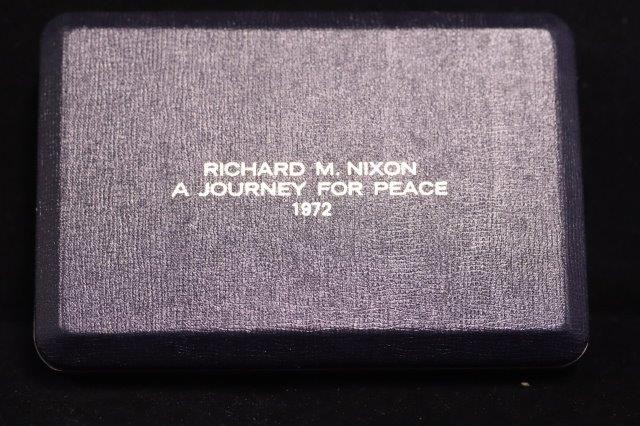 RICHARD M. NIXON
A JOURNEY FOR PEACE
1972